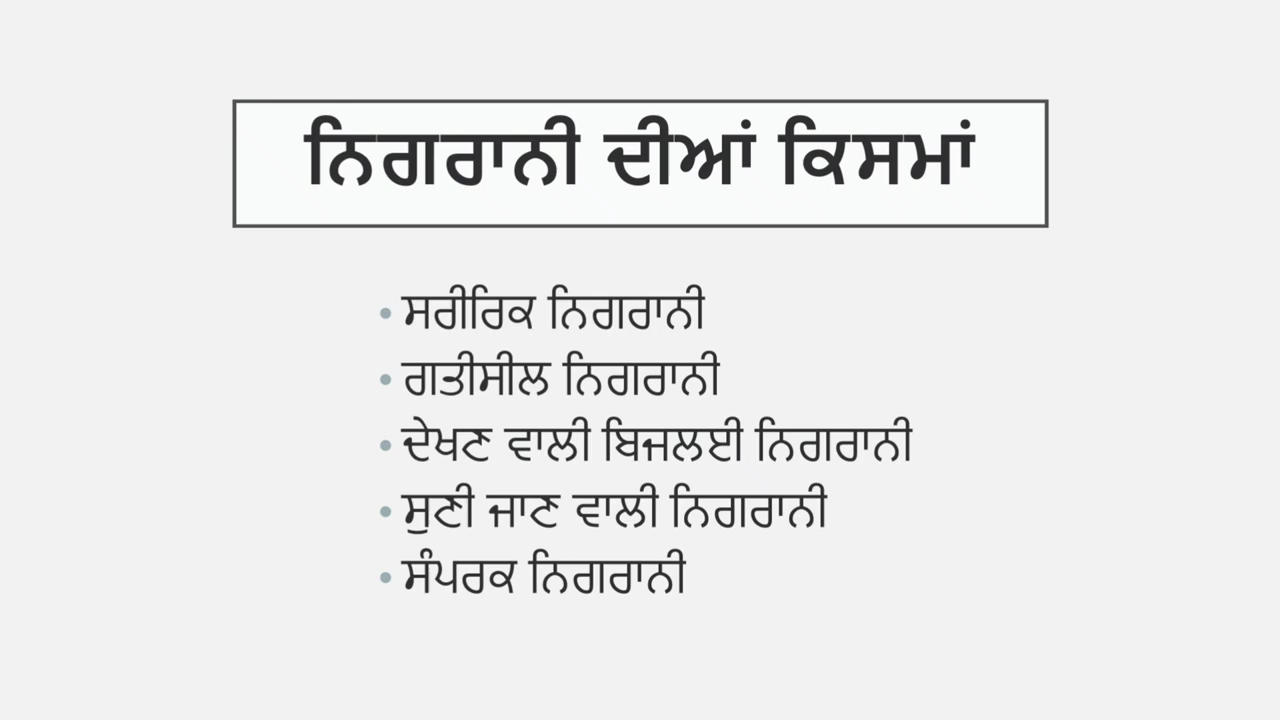 ਨਿਗਰਾਨੀ ਦੀਆਂ ਕਿਸਮਾਂ
• ਸਰੀਰਿਕ ਨਿਗਰਾਨੀ
• ਗਤੀਸੀਲ ਨਿਗਰਾਨੀ
• ਦੇਖਣ ਵਾਲੀ ਬਿਜਲਈ ਨਿਗਰਾਨੀ
• ਸੁਣੀ ਜਾਣ ਵਾਲੀ ਨਿਗਰਾਨੀ
• ਸੰਪਰਕ ਨਿਗਰਾਨੀ